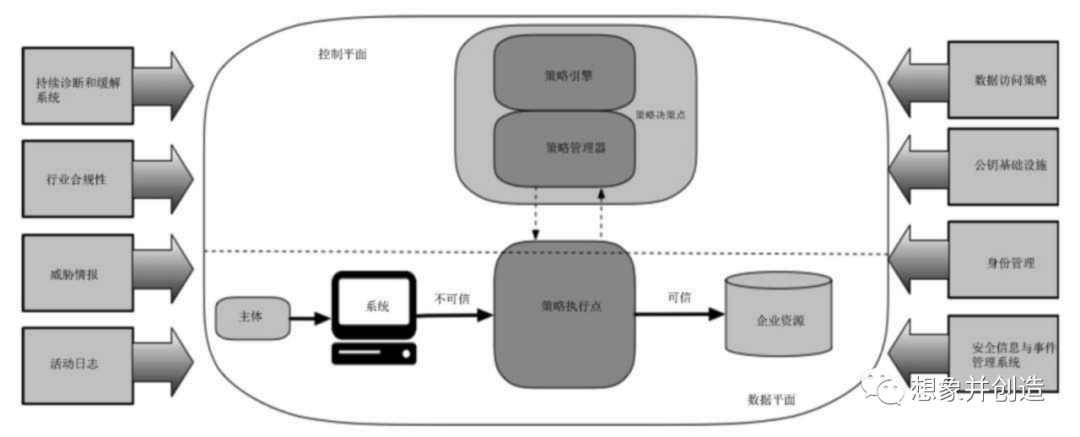 控制平面
策略引擎
策略决策点
策略管理器
持续诊断和缓解
系统
行业合规性
威胁情报
活动日志
主体
系统
不可信
策略执行点
可信
企业资源
数据平面
数据访问策略
公钥基础设施
身份管理
安全信息与事件
管理系统
想象并创造